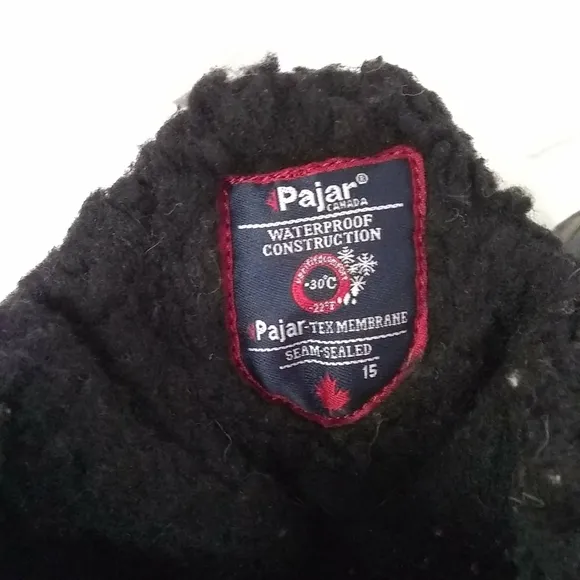 Pajar®
CANADA
WATERPROOF
CONSTRUCTION
-30°C
-22°F
Pajar-TEX MEMBRANE
SEAM-SEALED
15